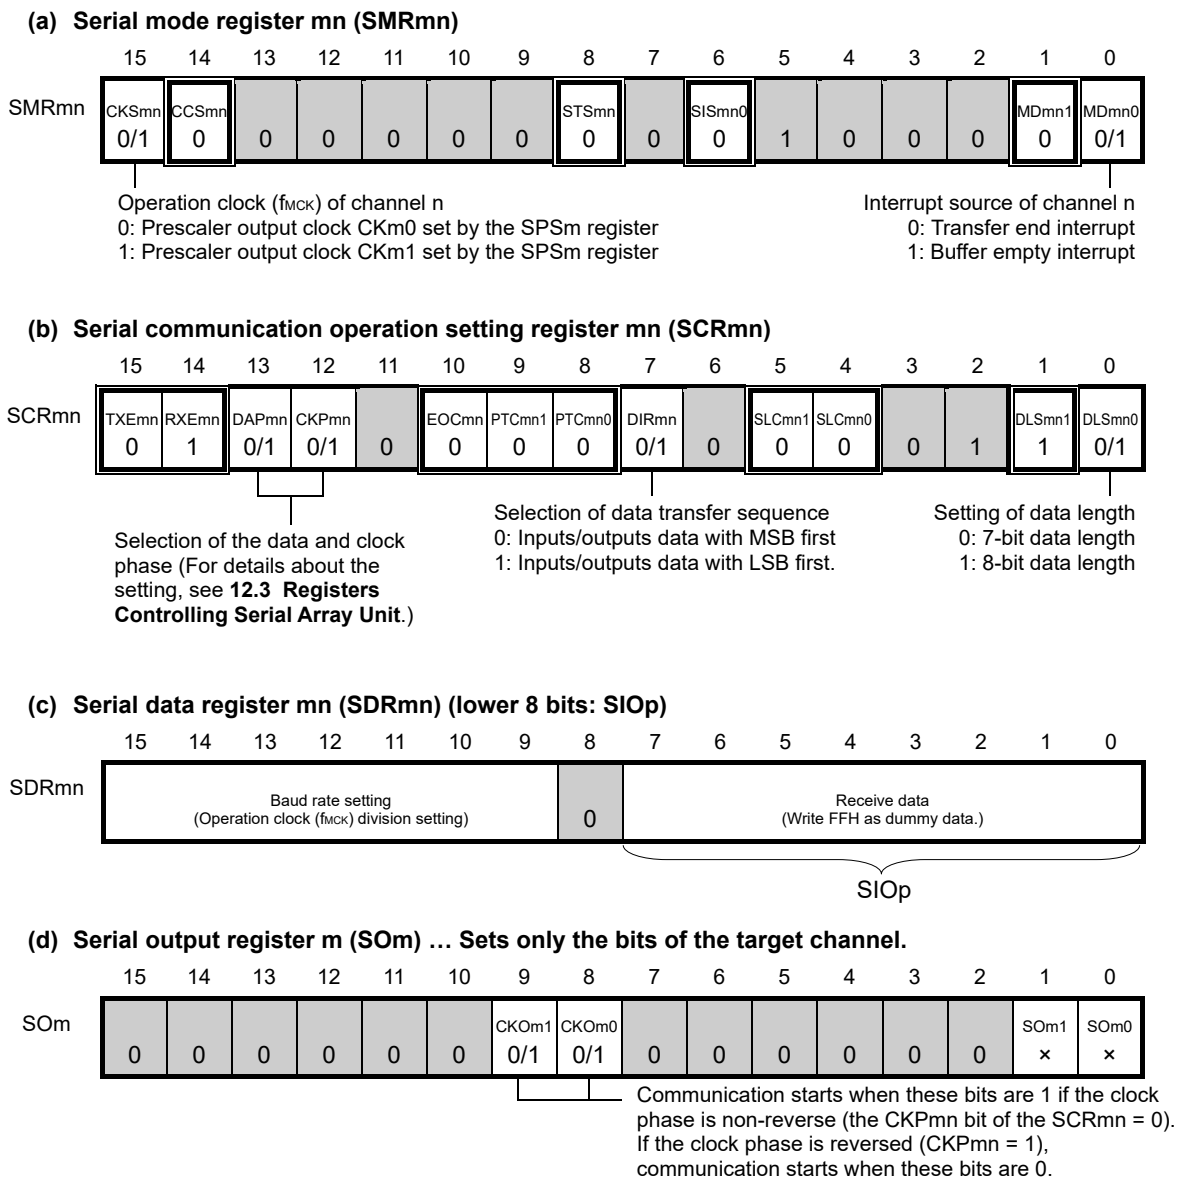 (a) Serial mode register mn (SMRmn)
15 14 13 12 11 10 9 8 7 6 5 4 3 2 1 0
SMRmn
CKSmn CCSmn STSmn SISmn0 MDmn1 MDmn0
0/1 0 0 0 0 0 0 0 0 0 1 0 0 0 0 0/1
Operation clock (fMCK) of channel n
0: Prescaler output clock CKm0 set by the SPSm register
1: Prescaler output clock CKm1 set by the SPSm register
Interrupt source of channel n
0: Transfer end interrupt
1: Buffer empty interrupt
(b) Serial communication operation setting register mn (SCRmn)
15 14 13 12 11 10 9 8 7 6 5 4 3 2 1 0
SCRmn
TXEmn RXEmn DAPmn CKPmn EOCmn PTCmn1 PTCmn0 DIRmn SLCmn1 SLCmn0 DLSmn1 DLSmn0
0 1 0/1 0/1 0 0 0 0 0/1 0 0 0 0 1 1 0/1
Selection of the data and clock
phase (For details about the
setting, see 12.3 Registers
Controlling Serial Array Unit.)
Selection of data transfer sequence
0: Inputs/outputs data with MSB first
1: Inputs/outputs data with LSB first.
Setting of data length
0: 7-bit data length
1: 8-bit data length
(c) Serial data register mn (SDRmn) (lower 8 bits: SIOp)
15 14 13 12 11 10 9 8 7 6 5 4 3 2 1 0
SDRmn
Baud rate setting
(Operation clock (fMCK) division setting)
0
Receive data
(Write FFH as dummy data.)
SIOp
(d) Serial output register m (SOm) … Sets only the bits of the target channel.
15 14 13 12 11 10 9 8 7 6 5 4 3 2 1 0
SOm
CKOm1 CKOm0 SOm1 SOm0
0 0 0 0 0 0 0/1 0/1 0 0 0 0 0 0 × ×
Communication starts when these bits are 1 if the clock
phase is non-reverse (the CKPmn bit of the SCRmn = 0).
If the clock phase is reversed (CKPmn = 1),
communication starts when these bits are 0.